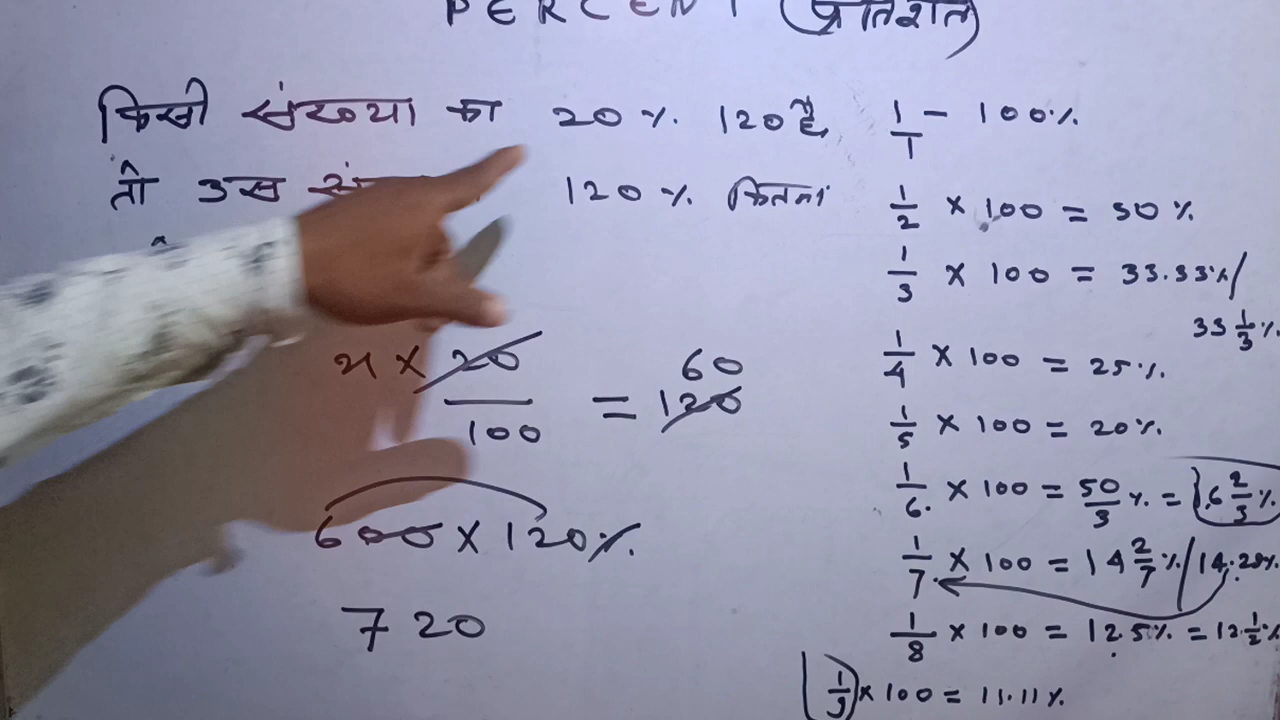 PERCENT (प्रतिशत)
किसी संख्या का 20% 120 है
तो उस 120% कितना
x × 20/100 = 120
60
600 × 120%
720
1/1 - 100%
1/2 × 100 = 50%
1/3 × 100 = 33.33% /
33 1/3%
1/4 × 100 = 25%
1/5 × 100 = 20%
1/6 × 100 = 50/3% = 16 2/3%
1/7 × 100 = 14 2/7% / 14.28%
1/8 × 100 = 12.5% = 12 1/2%
1/9 × 100 = 11.11%